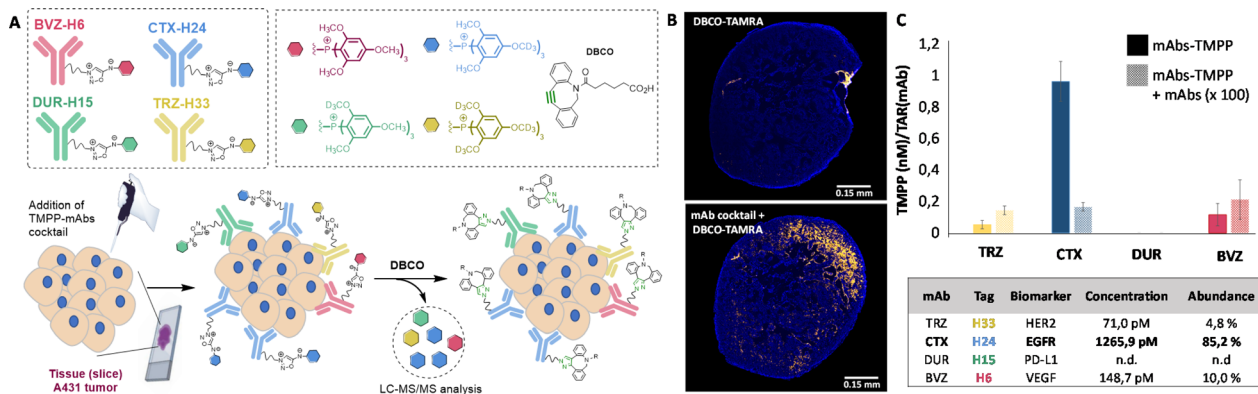 A
BVZ-H6
CTX-H24
DUR-H15
TRZ-H33
DBCO
Addition of
TMPP-mAbs
cocktail
Tissue (slice)
A431 tumor
DBCO
LC-MS/MS analysis
B
DBCO-TAMRA
0.15 mm
mAb cocktail +
DBCO-TAMRA
0.15 mm
C
TMPP (nM)/TAR(mAb)
1,2
1
0,8
0,6
0,4
0,2
0
TRZ CTX DUR BVZ
mAbs-TMPP
mAbs-TMPP
+ mAbs (x 100)
mAb Tag Biomarker Concentration Abundance
TRZ H33 HER2 71,0 pM 4,8 %
CTX H24 EGFR 1265,9 pM 85,2 %
DUR H15 PD-L1 n.d. n.d
BVZ H6 VEGF 148,7 pM 10,0 %